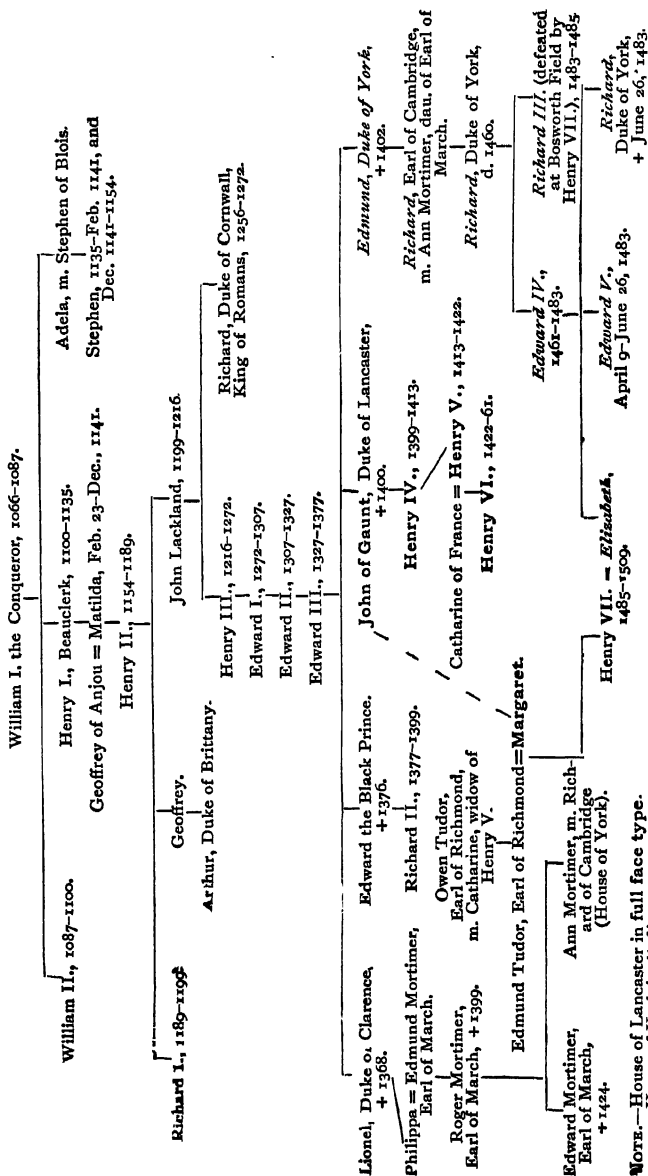 William I. the Conqueror, 1066-1087.
William II., 1087-1100.
Henry I., Beauclerk, 1100-1135.
Adela, m. Stephen of Blois.
Geoffrey of Anjou = Matilda, Feb. 23-Dec., 1141.
Stephen, 1135-Feb. 1141, and
Dec. 1141-1154.
Henry II., 1154-1189.
Richard I., 1189-1199.
Geoffrey.
John Lackland, 1199-1216.
Arthur, Duke of Brittany.
Henry III., 1216-1272.
Richard, Duke of Cornwall,
King of Romans, 1256-1272.
Edward I., 1272-1307.
Edward II., 1307-1327.
Edward III., 1327-1377.
Lionel, Duke of Clarence,
+ 1368.
Edward the Black Prince.
+1376.
John of Gaunt, Duke of Lancaster,
+1400.
Edmund, Duke of York,
+1402.
Philippa = Edmund Mortimer,
Earl of March.
Richard II., 1377-1399.
Henry IV., 1399-1413.
Richard, Earl of Cambridge,
m. Ann Mortimer, dau. of Earl of
March.
Roger Mortimer,
Earl of March, +1399.
Owen Tudor,
Earl of Richmond,
m. Catharine, widow of
Henry V.
Catharine of France = Henry V., 1413-1422.
Henry VI., 1422-61.
Richard, Duke of York,
d. 1460.
Edmund Tudor, Earl of Richmond=Margaret.
Edward IV.,
1461-1483.
Richard III. (defeated
at Bosworth Field by
Henry VII.), 1483-1485
Edward Mortimer,
Earl of March,
+1424.
Ann Mortimer, m. Rich-
ard of Cambridge
(House of York).
Henry VII. = Elizabeth,
1485-1509.
Edward V.,
April 9-June 26, 1483.
Richard,
Duke of York,
+ June 26, 1483.
NOTE.—House of Lancaster in full face type.